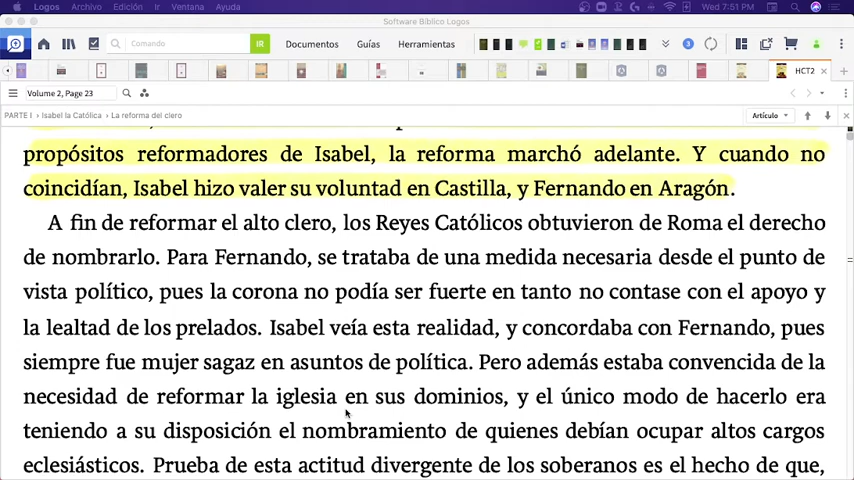 Logos Archivo Edición Ir Ventana Ayuda
Wed 7:51 PM
Software Bíblico Logos
Comando
IR
Documentos Guías Herramientas
3
HCT2
Volume 2, Page 23
PARTE I › Isabel la Católica › La reforma del clero
Artículo
propósitos reformadores de Isabel, la reforma marchó adelante. Y cuando no
coincidían, Isabel hizo valer su voluntad en Castilla, y Fernando en Aragón.
A fin de reformar el alto clero, los Reyes Católicos obtuvieron de Roma el derecho
de nombrarlo. Para Fernando, se trataba de una medida necesaria desde el punto de
vista político, pues la corona no podía ser fuerte en tanto no contase con el apoyo y
la lealtad de los prelados. Isabel veía esta realidad, y concordaba con Fernando, pues
siempre fue mujer sagaz en asuntos de política. Pero además estaba convencida de la
necesidad de reformar la iglesia en sus dominios, y el único modo de hacerlo era
teniendo a su disposición el nombramiento de quienes debían ocupar altos cargos
eclesiásticos. Prueba de esta actitud divergente de los soberanos es el hecho de que,